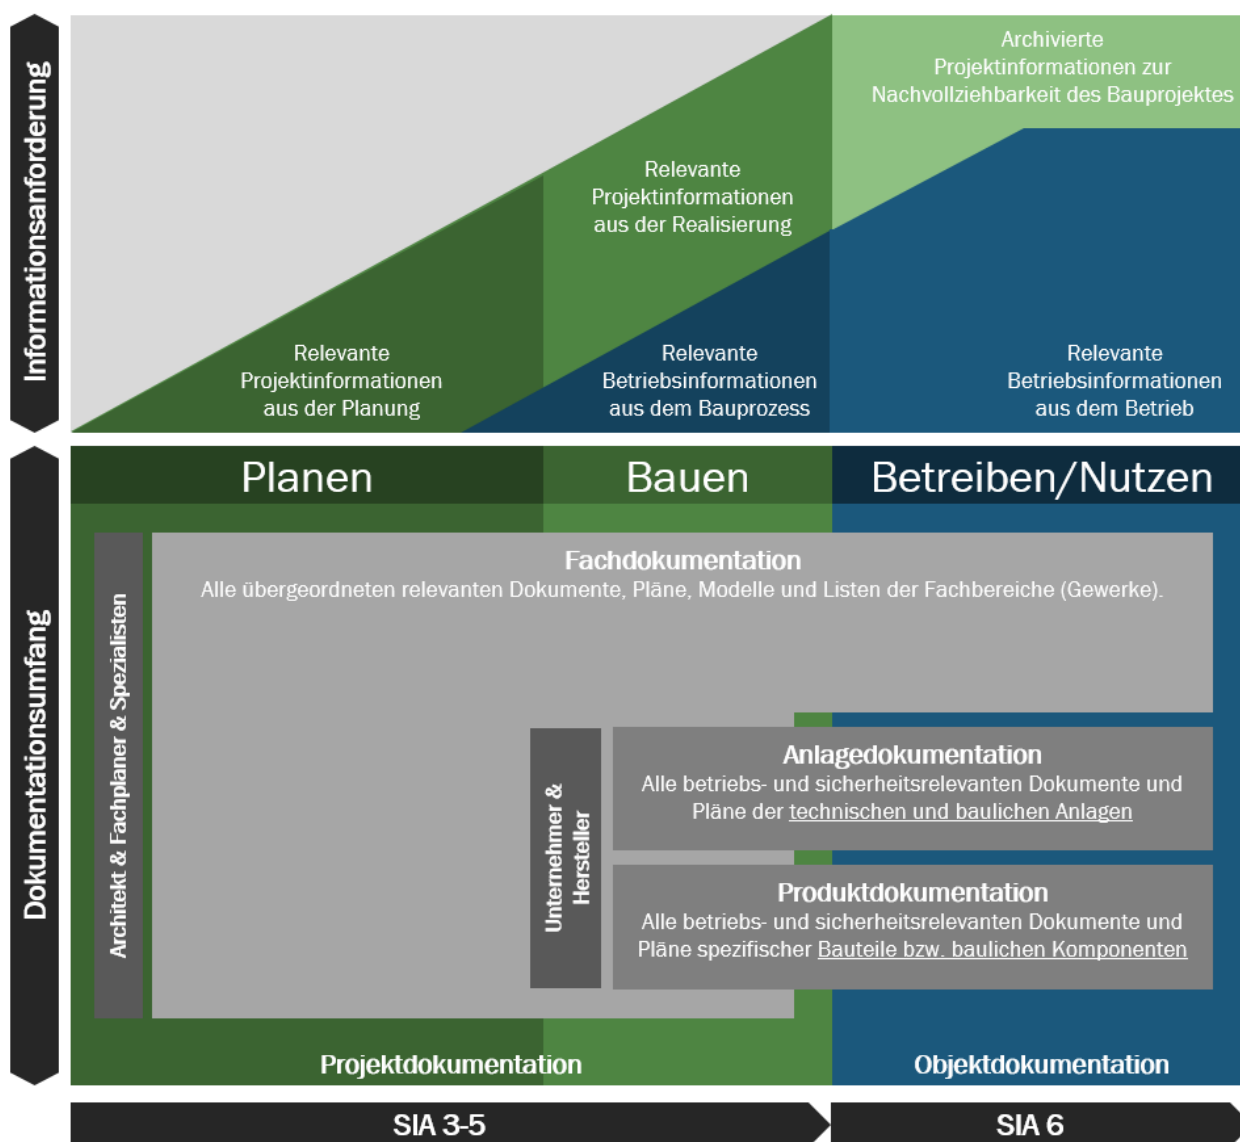 Informationsanforderung
Archivierte
Projektinformationen zur
Nachvollziehbarkeit des Bauprojektes
Relevante
Projektinformationen
aus der Realisierung
Relevante
Projektinformationen
aus der Planung
Relevante
Betriebsinformationen
aus dem Bauprozess
Relevante
Betriebsinformationen
aus dem Betrieb
Dokumentationsumfang
Planen
Bauen
Betreiben/Nutzen
Architekt & Fachplaner & Spezialisten
Fachdokumentation
Alle übergeordneten relevanten Dokumente, Pläne, Modelle und Listen der Fachbereiche (Gewerke).
Unternehmer &
Hersteller
Anlagedokumentation
Alle betriebs- und sicherheitsrelevanten Dokumente und
Pläne der technischen und baulichen Anlagen
Produktdokumentation
Alle betriebs- und sicherheitsrelevanten Dokumente und
Pläne spezifischer Bauteile bzw. baulichen Komponenten
Projektdokumentation
Objektdokumentation
SIA 3-5
SIA 6